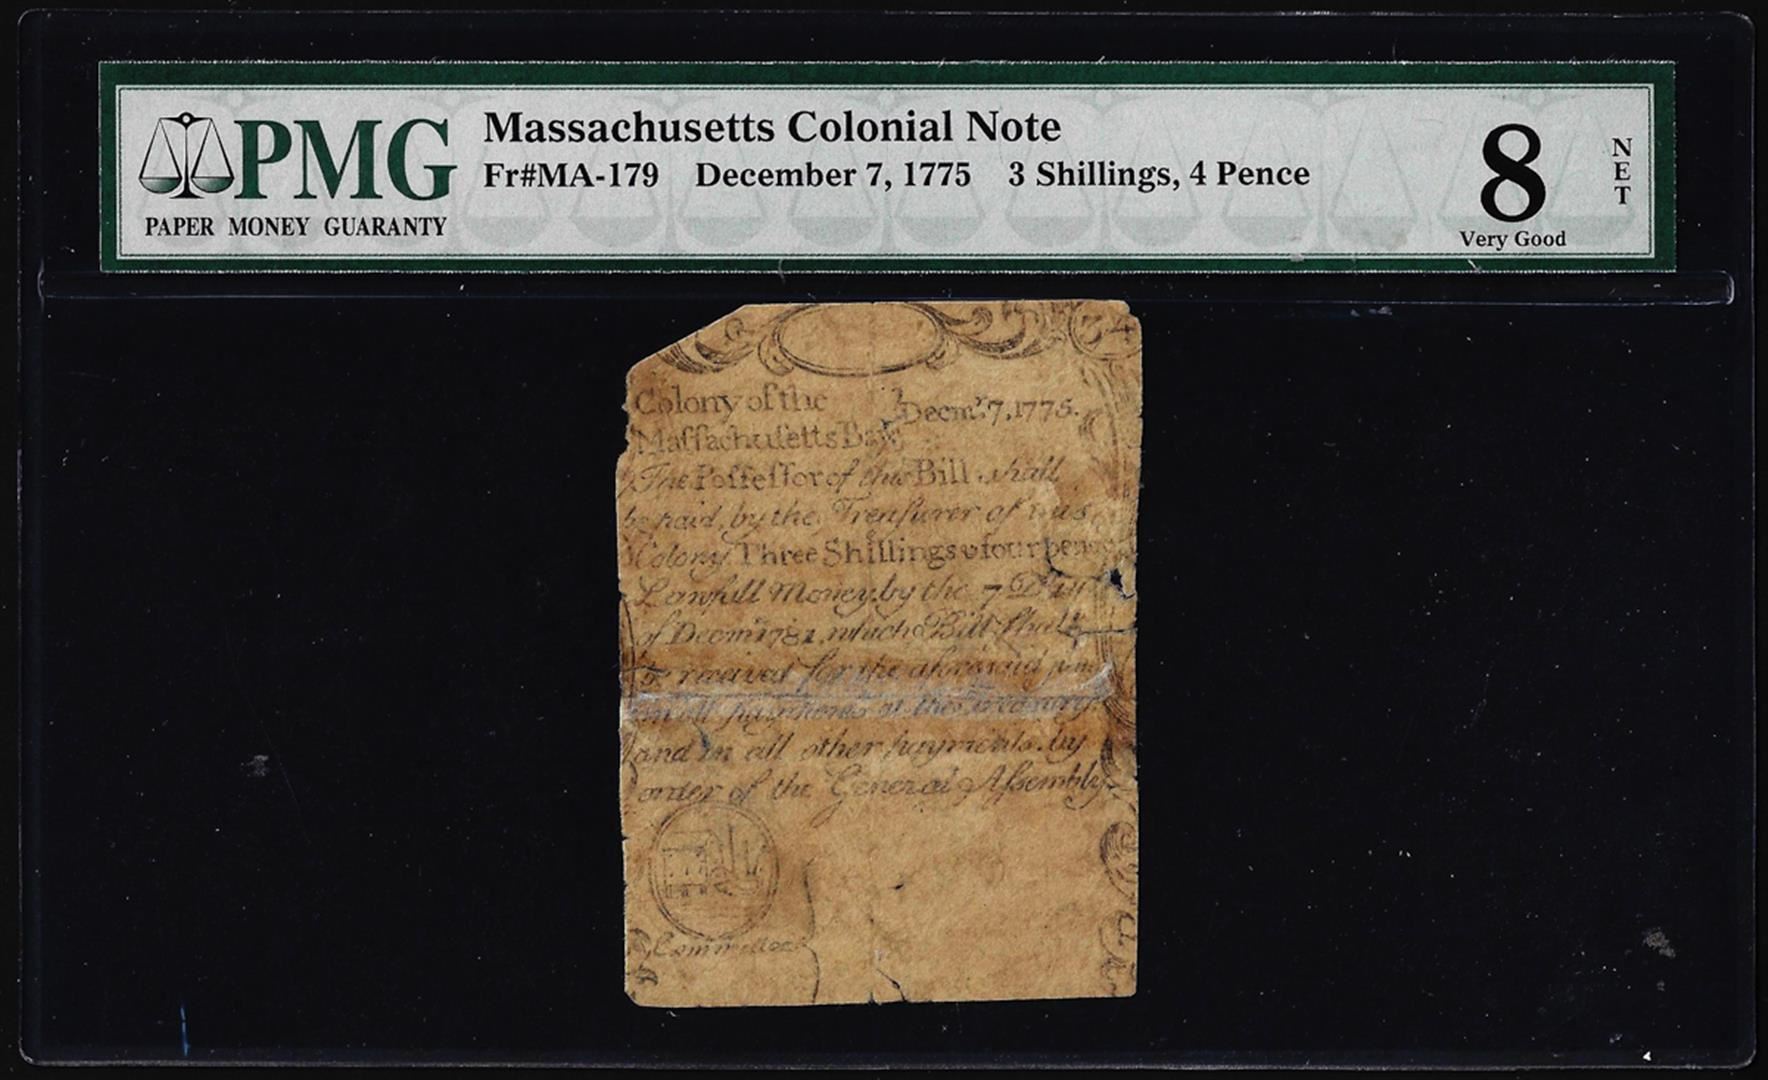 PMG
PAPER MONEY GUARANTY
Massachusetts Colonial Note
Fr#MA-179 December 7, 1775 3 Shillings, 4 Pence
8
Very Good
NET
34
Colony of the
Maſſachuſetts Bay
Decmr. 7, 1775.
The Poſſeſſor of this Bill shall
be paid by the Treaſurer of this
Colony Three Shillings & four pence
Lawfull Money by the 7 Day
of Decmr 1781. which Bill ſhall
be received for the aforesaid sum
in all payments at the Treasury
and in all other payments by
order of the General Aſsembly.
Committee